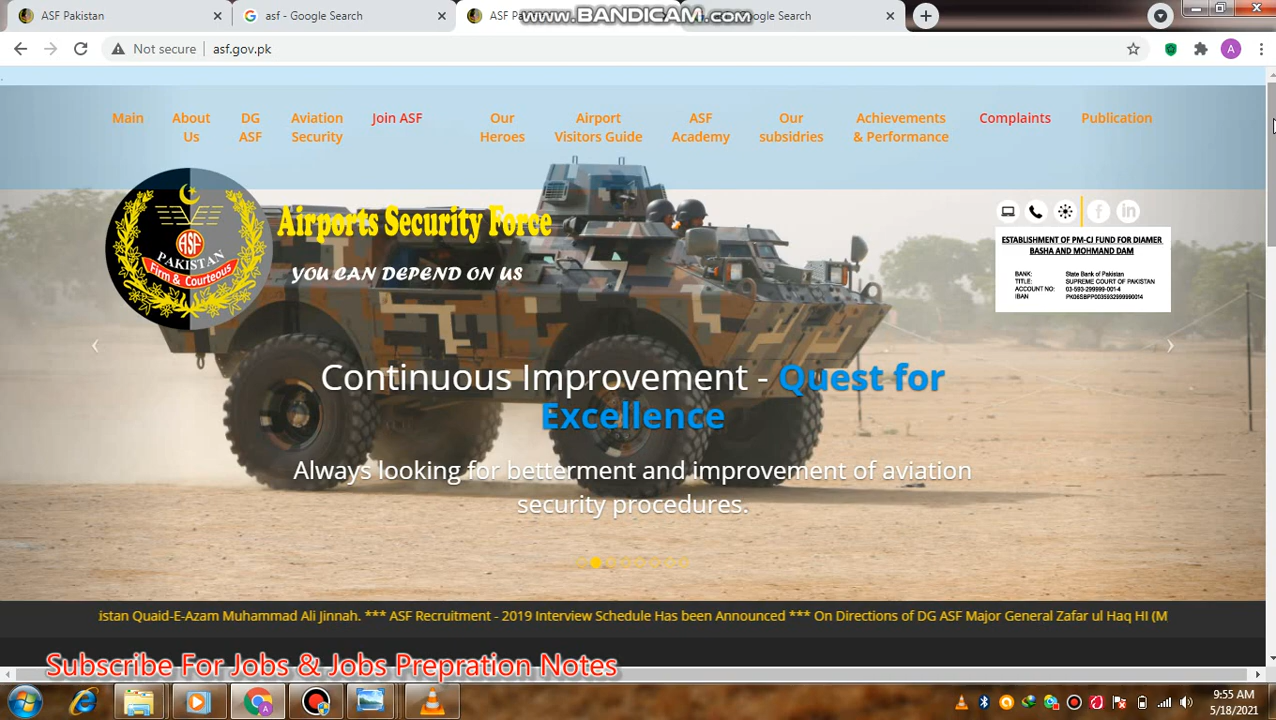 ASF Pakistan
asf - Google Search
ASF Pa
www.BANDICAM.com
ogle Search
Not secure
asf.gov.pk
A
Main
About Us
DG ASF
Aviation Security
Join ASF
Our Heroes
Airport Visitors Guide
ASF Academy
Our subsidries
Achievements & Performance
Complaints
Publication
ASF
PAKISTAN
Firm & Courteous
Airports Security Force
YOU CAN DEPEND ON US
ESTABLISHMENT OF PM-CJ FUND FOR DIAMER
BASHA AND MOHMAND DAM
BANK: State Bank of Pakistan
TITLE: SUPREME COURT OF PAKISTAN
ACCOUNT NO: 03-593-299999-001-4
IBAN
Continuous Improvement - Quest for
Excellence
Always looking for betterment and improvement of aviation
security procedures.
istan Quaid-E-Azam Muhammad Ali Jinnah. *** ASF Recruitment - 2019 Interview Schedule Has been Announced *** On Directions of DG ASF Major General Zafar ul Haq HI (M
Subscribe For Jobs & Jobs Prepration Notes
9:55 AM
5/18/2021